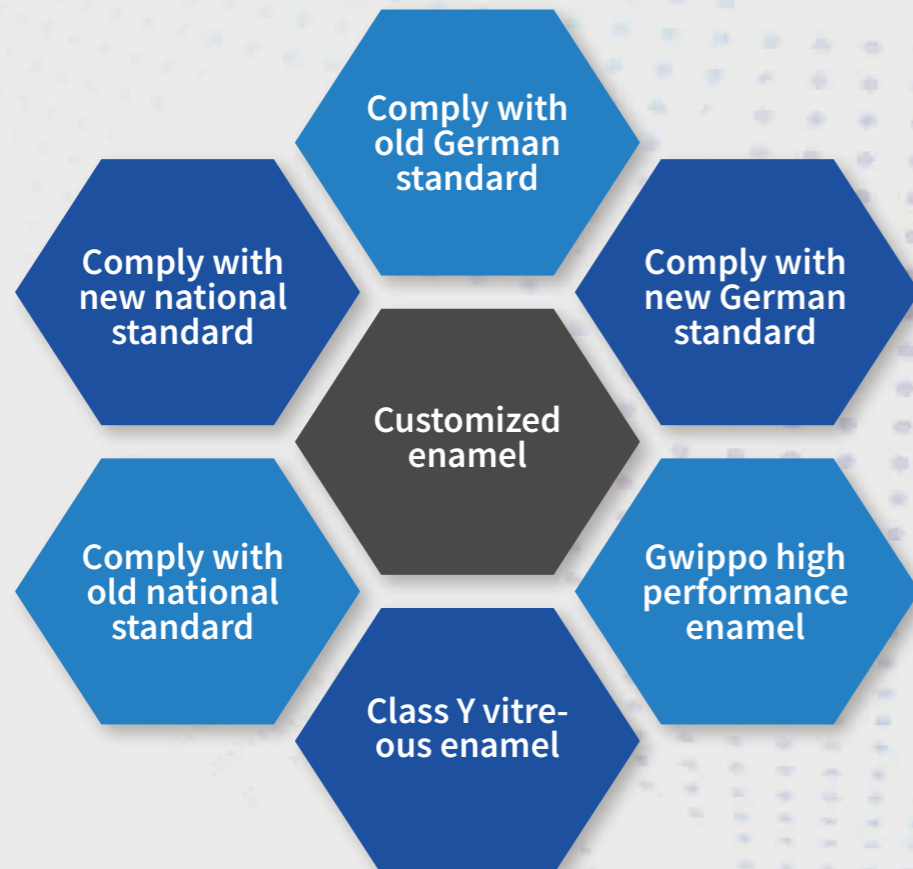 Comply with
old German
standard
Comply with
new national
standard
Comply with
new German
standard
Customized
enamel
Comply with
old national
standard
Gwippo high
performance
enamel
Class Y vitre-
ous enamel